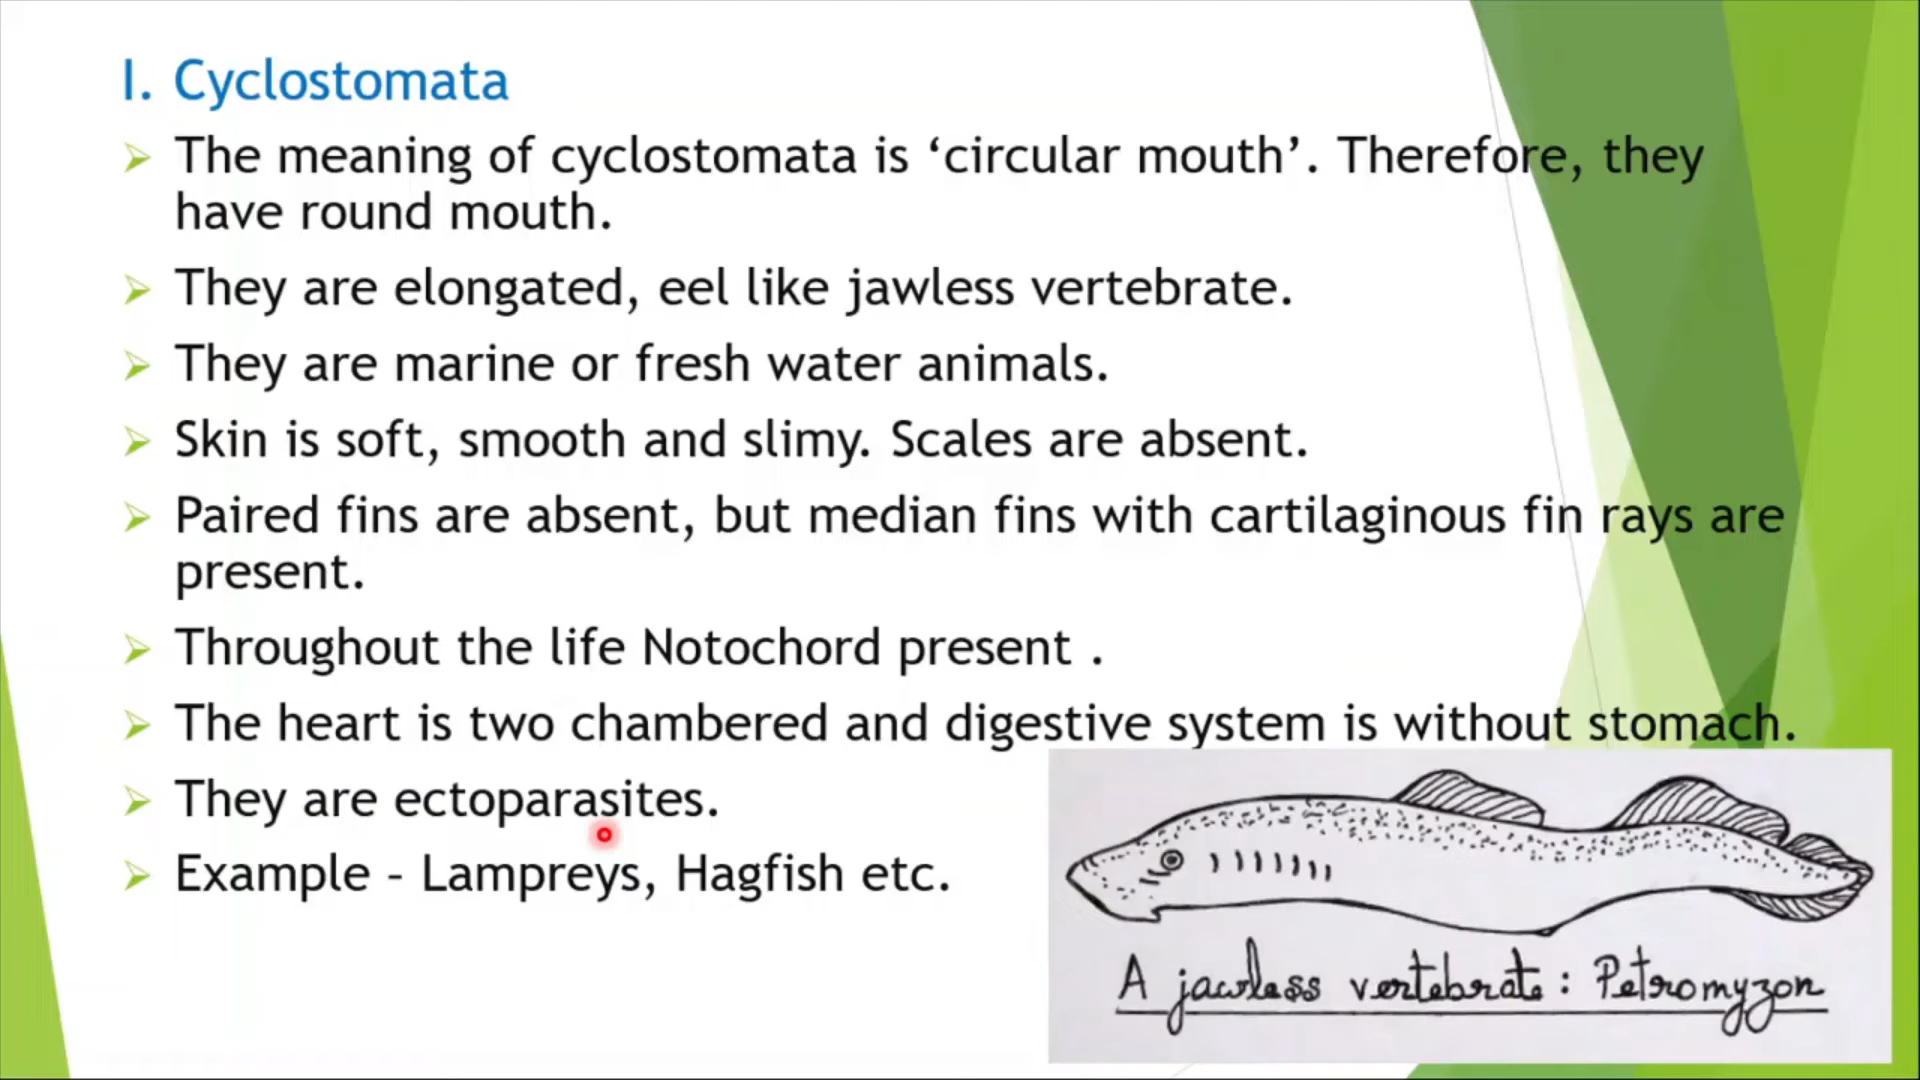 I. Cyclostomata
The meaning of cyclostomata is ‘circular mouth’. Therefore, they
have round mouth.
They are elongated, eel like jawless vertebrate.
They are marine or fresh water animals.
Skin is soft, smooth and slimy. Scales are absent.
Paired fins are absent, but median fins with cartilaginous fin rays are
present.
Throughout the life Notochord present .
The heart is two chambered and digestive system is without stomach.
They are ectoparasites.
Example – Lampreys, Hagfish etc.
A jawless vertebrate : Petromyzon